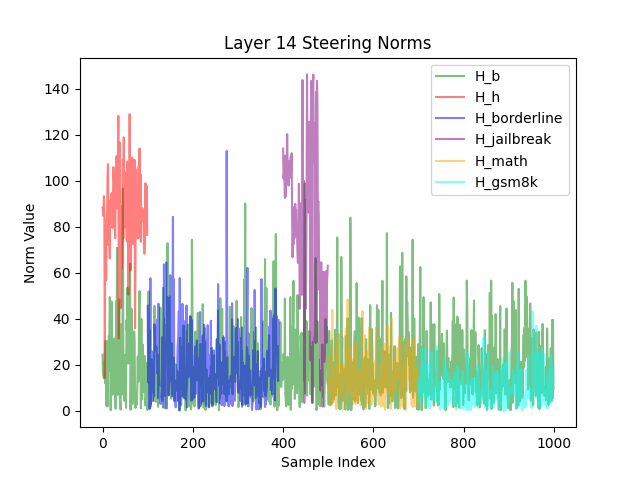 Layer 14 Steering Norms
Norm Value
140
120
100
80
60
40
20
0
H_b
H_h
H_borderline
H_jailbreak
H_math
H_gsm8k
0
200
400
600
800
1000
Sample Index